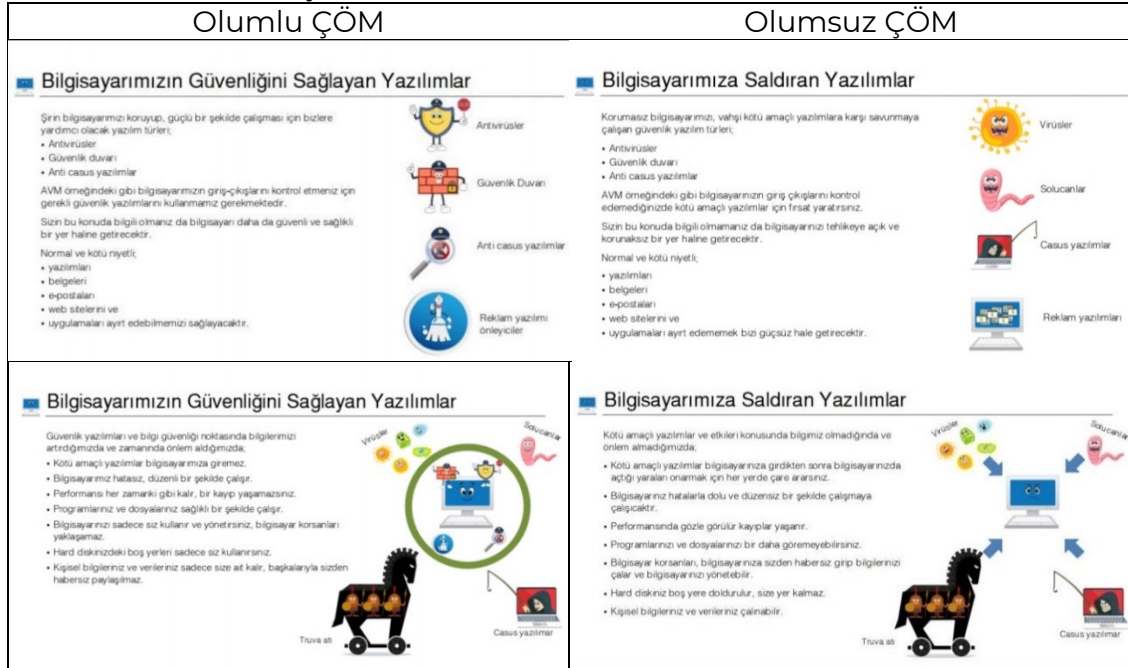 Olumlu ÇÖM
Olumsuz ÇÖM
Bilgisayarımızın Güvenliğini Sağlayan Yazılımlar
Şirin bilgisayarımızı koruyup, güçlü bir şekilde çalışması için bizlere
yardımcı olacak yazılım türleri;
• Antivirüsler
• Güvenlik duvarı
• Anti casus yazılımlar
AVM örneğindeki gibi bilgisayarımızın giriş-çıkışlarını kontrol etmeniz için
gerekli güvenlik yazılımlarını kullanmamız gerekmektedir.
Sizin bu konuda bilgili olmanız da bilgisayarı daha da güvenli ve sağlıklı
bir yer haline getirecektir.
Normal ve kötü niyetli;
• yazılımları
• belgeleri
• e-postaları
• web sitelerini ve
• uygulamaları ayırt edebilmemizi sağlayacaktır.
Antivirüsler
Güvenlik Duvarı
Anti casus yazılımlar
Reklam yazılımı
önleyiciler
Bilgisayarımıza Saldıran Yazılımlar
Korumasız bilgisayarımızı, vahşi kötü amaçlı yazılımlara karşı savunmaya
çalışan güvenlik yazılım türleri;
• Antivirüsler
• Güvenlik duvarı
• Anti casus yazılımlar
AVM örneğindeki gibi bilgisayarınızın giriş çıkışlarını kontrol
edemediğinizde kötü amaçlı yazılımlar için fırsat yaratırsınız.
Sizin bu konuda bilgili olmamanız da bilgisayarınızı tehlikeye açık ve
korunaksız bir yer haline getirecektir.
Normal ve kötü niyetli;
• yazılımları
• belgeleri
• e-postaları
• web sitelerini ve
• uygulamaları ayırt edememek bizi güçsüz hale getirecektir.
Virüsler
Solucanlar
Casus yazılımlar
Reklam yazılımları
Bilgisayarımızın Güvenliğini Sağlayan Yazılımlar
Güvenlik yazılımları ve bilgi güvenliği noktasında bilgilerimizi
artırdığımızda ve zamanında önlem aldığımızda;
• Kötü amaçlı yazılımlar bilgisayarımıza giremez.
• Bilgisayarımız hatasız, düzenli bir şekilde çalışır.
• Performansı her zamanki gibi kalır, bir kayıp yaşamazsınız.
• Programlarınız ve dosyalarınız sağlıklı bir şekilde çalışır.
• Bilgisayarınızı sadece siz kullanır ve yönetirsiniz, bilgisayar korsanları
yaklaşamaz.
• Hard diskinizdeki boş yerleri sadece siz kullanırsınız.
• Kişisel bilgileriniz ve verileriniz sadece size ait kalır, başkalarıyla sizden
habersiz paylaşılmaz.
Virüsler
Solucanlar
Truva atı
Casus yazılımar
Bilgisayarımıza Saldıran Yazılımlar
Kötü amaçlı yazılımlar ve etkileri konusunda bilgimiz olmadığında ve
önlem almadığımızda;
• Kötü amaçlı yazılımlar bilgisayarınıza girdikten sonra bilgisayarınızda
açtığı yaraları onarmak için her yerde çare ararsınız.
• Bilgisayarınız hatalarla dolu ve düzensiz bir şekilde çalışmaya
çalışıcaktır.
• Performansında gözle görülür kayıplar yaşanır.
• Programlarınızı ve dosyalarınızı bir daha göremeyebilirsiniz.
• Bilgisayar korsanları, bilgisayarınıza sizden habersiz girip bilgilerinizi
çalar ve bilgisayarınızı yönetebilir.
• Hard diskiniz boş yere doldurulur, size yer kalmaz.
• Kişisel bilgileriniz ve verileriniz çalınabilir.
Virüsler
Solucanlar
Truva atı
Casus yazılımar